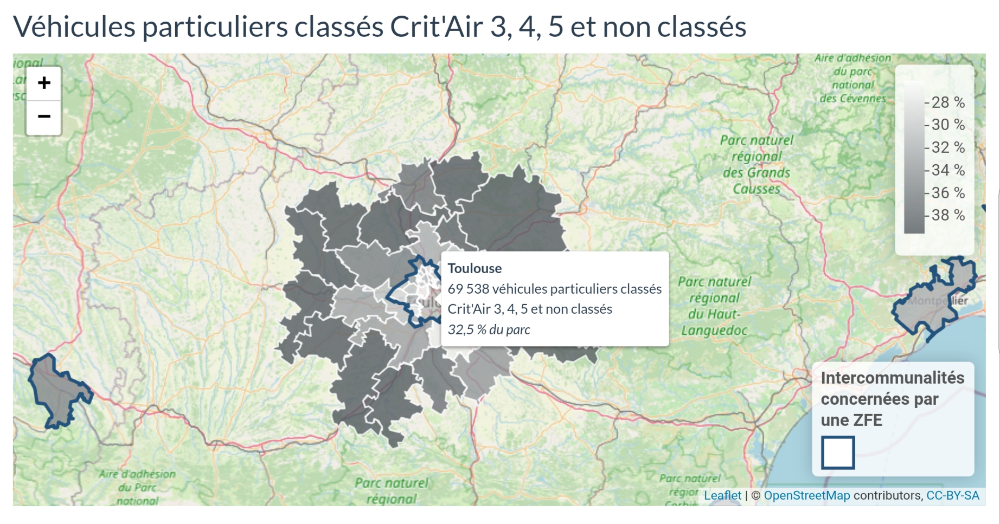 Véhicules particuliers classés Crit'Air 3, 4, 5 et non classés
ional
+
−
Aire d'adhésion
du parc
national
des Cévennes
28 %
30 %
32 %
34 %
36 %
38 %
Parc naturel
régional
des Grands
Causses
Toulouse
69 538 véhicules particuliers classés
Crit'Air 3, 4, 5 et non classés
32,5 % du parc
Parc naturel
régional
du Haut-
Languedoc
Montpellier
Intercommunalités
concernées par
une ZFE
Aire d'adhésion
du Parc
national
Parc naturel
régional
Parc naturel
région
Leaflet | © OpenStreetMap contributors, CC-BY-SA